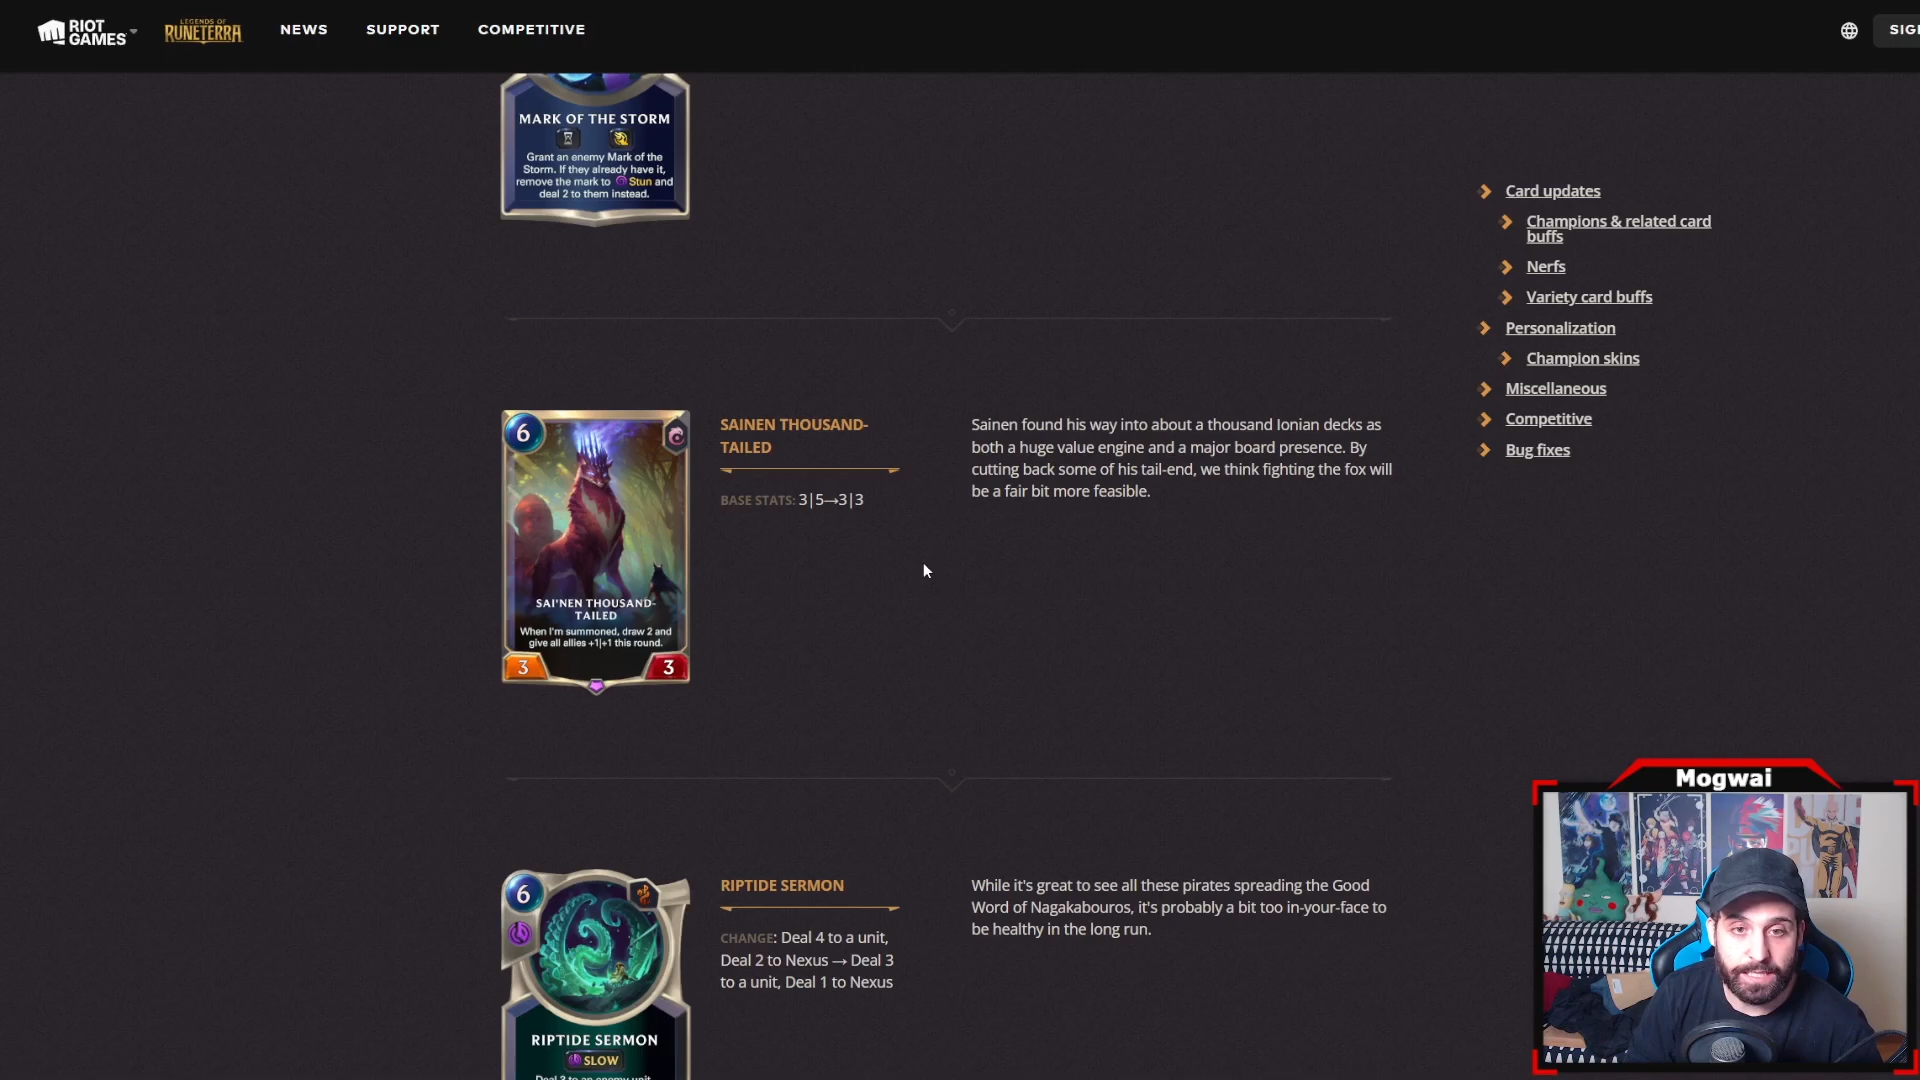 RIOT GAMES
LEGENDS OF RUNETERRA
NEWS
SUPPORT
COMPETITIVE
MARK OF THE STORM
Grant an enemy Mark of the
Storm. If they already have it,
remove the mark to Stun and
deal 2 to them instead.
Card updates
Champions & related card
buffs
Nerfs
Variety card buffs
Personalization
Champion skins
Miscellaneous
Competitive
Bug fixes
6
SAI'NEN THOUSAND-
TAILED
When I'm summoned, draw 2 and
give all allies +1|+1 this round.
3
3
SAINEN THOUSAND-
TAILED
BASE STATS: 3|5→3|3
Sainen found his way into about a thousand Ionian decks as
both a huge value engine and a major board presence. By
cutting back some of his tail-end, we think fighting the fox will
be a fair bit more feasible.
6
RIPTIDE SERMON
SLOW
RIPTIDE SERMON
CHANGE: Deal 4 to a unit,
Deal 2 to Nexus → Deal 3
to a unit, Deal 1 to Nexus
While it's great to see all these pirates spreading the Good
Word of Nagakabouros, it's probably a bit too in-your-face to
be healthy in the long run.
Mogwai